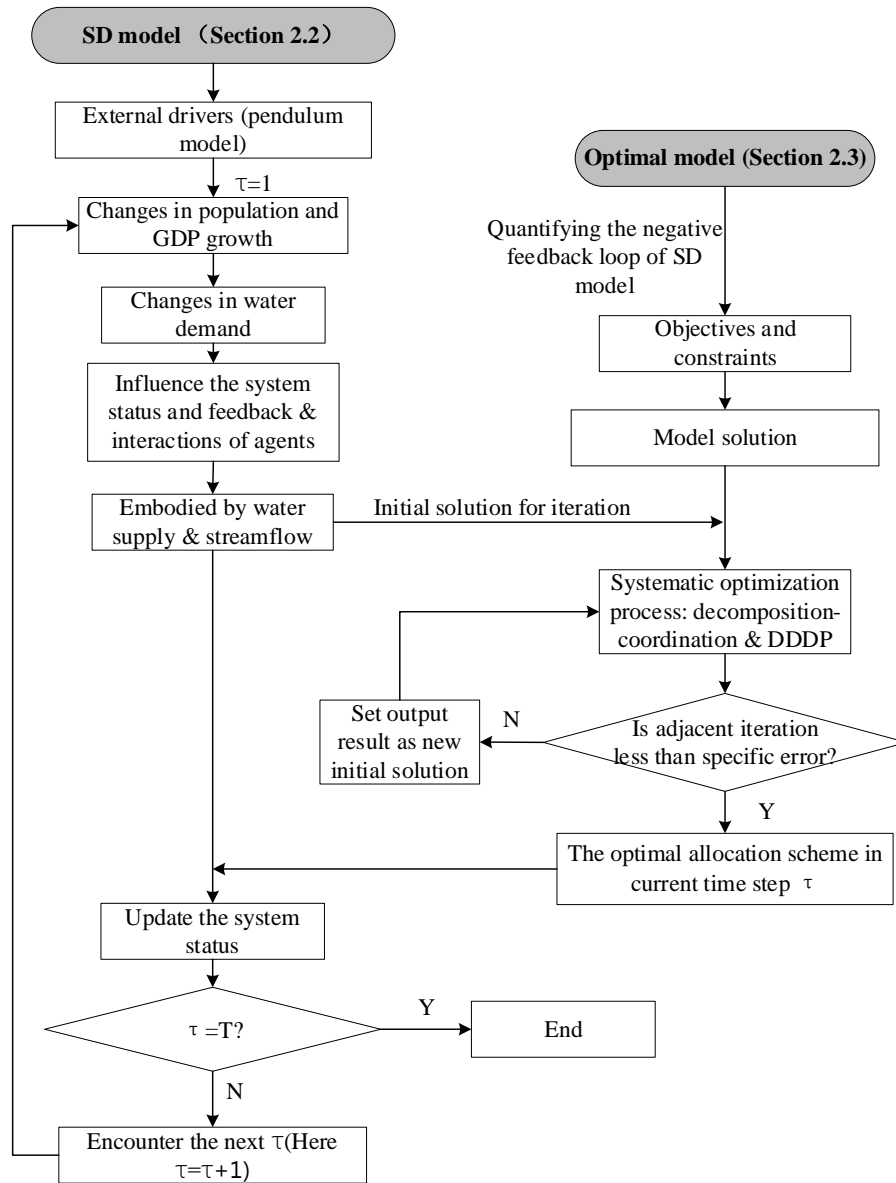 SD model （Section 2.2）
External drivers (pendulum
model)
τ=1
Changes in population and
GDP growth
Changes in water
demand
Influence the system
status and feedback &
interactions of agents
Embodied by water
supply & streamflow
Initial solution for iteration
Optimal model (Section 2.3)
Quantifying the negative
feedback loop of SD
model
Objectives and
constraints
Model solution
Systematic optimization
process: decomposition-
coordination & DDDP
Is adjacent iteration
less than specific error?
N
Set output
result as new
initial solution
Y
The optimal allocation scheme in
current time step τ
Update the system
status
τ =T?
Y
End
N
Encounter the next τ(Here
τ=τ+1)